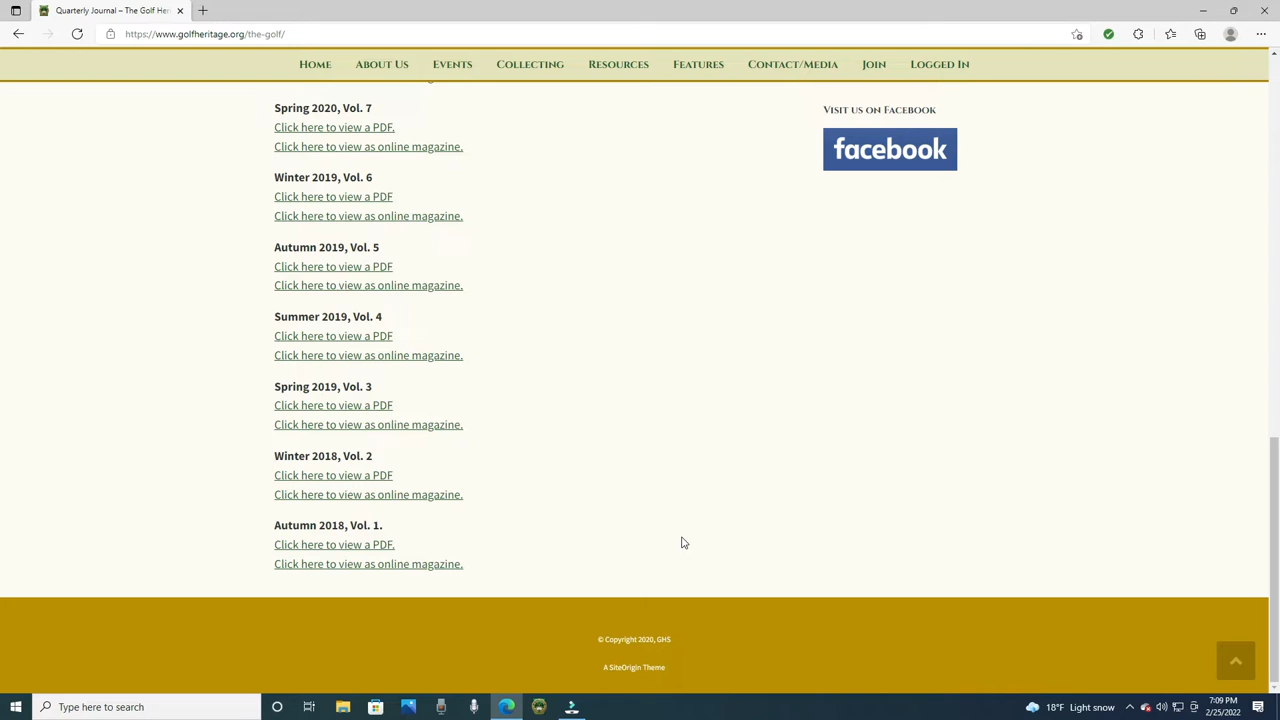 Quarterly Journal – The Golf Her
https://www.golfheritage.org/the-golf/
Home About Us Events Collecting Resources Features Contact/Media Join Logged In
Spring 2020, Vol. 7
Click here to view a PDF.
Click here to view as online magazine.
Winter 2019, Vol. 6
Click here to view a PDF
Click here to view as online magazine.
Autumn 2019, Vol. 5
Click here to view a PDF
Click here to view as online magazine.
Summer 2019, Vol. 4
Click here to view a PDF
Click here to view as online magazine.
Spring 2019, Vol. 3
Click here to view a PDF
Click here to view as online magazine.
Winter 2018, Vol. 2
Click here to view a PDF
Click here to view as online magazine.
Autumn 2018, Vol. 1.
Click here to view a PDF.
Click here to view as online magazine.
Visit us on Facebook
facebook
© Copyright 2020, GHS
A SiteOrigin Theme
Type here to search
18°F Light snow
7:09 PM
2/25/2022